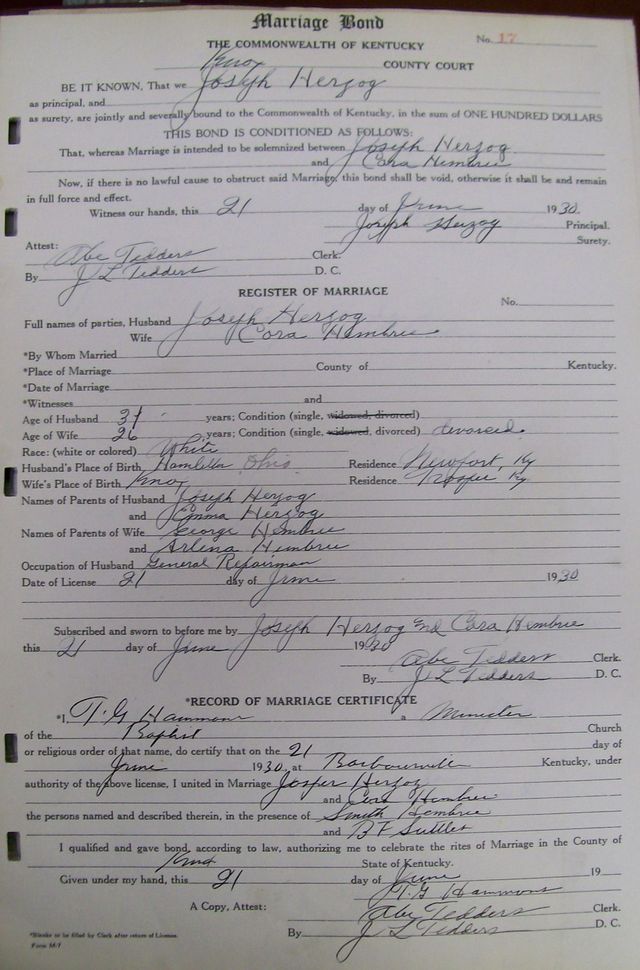 Marriage Bond
No. 17
THE COMMONWEALTH OF KENTUCKY
Knox COUNTY COURT
BE IT KNOWN, That we Joseph Herzog
as principal, and
as surety, are jointly and severally bound to the Commonwealth of Kentucky, in the sum of ONE HUNDRED DOLLARS
THIS BOND IS CONDITIONED AS FOLLOWS:
That, whereas Marriage is intended to be solemnized between Joseph Herzog
and Cora Hembree
Now, if there is no lawful cause to obstruct said Marriage, this bond shall be void, otherwise it shall be and remain
in full force and effect.
Witness our hands, this 21 day of June 1930.
Joseph Herzog Principal.
Surety.
Attest:
Abe Tedders Clerk.
By J L Tedders D. C.
REGISTER OF MARRIAGE
No.
Full names of parties, Husband Joseph Herzog
Wife Cora Hembree
*By Whom Married
*Place of Marriage County of Kentucky.
*Date of Marriage
*Witnesses and
Age of Husband 31 years; Condition (single, widowed, divorced)
Age of Wife 26 years; Condition (single, widowed, divorced) divorced.
Race: (white or colored) White
Husband's Place of Birth Hamilton Ohio Residence Newport, Ky
Wife's Place of Birth Knox Residence Ky
Names of Parents of Husband Joseph Herzog
and Emma Herzog
Names of Parents of Wife George Hembree
and Arlena Hembree
Occupation of Husband General Repairman
Date of License 21 day of June 1930
Subscribed and sworn to before me by Joseph Herzog and Cora Hembree
this 21 day of June 1930
Abe Tedders Clerk.
By J L Tedders D. C.
*RECORD OF MARRIAGE CERTIFICATE
*I, T. G Hammons a Minister
of the Baptist Church
or religious order of that name, do certify that on the 21 day of
June 1930, at Barbourville Kentucky, under
authority of the above license, I united in Marriage Herzog
and Cora Hembree
the persons named and described therein, in the presence of Smith Hembree
and B F Suttles
I qualified and gave bond, according to law, authorizing me to celebrate the rites of Marriage in the County of
Knox State of Kentucky.
Given under my hand, this 21 day of June 19
T. G Hammons
A Copy, Attest: Abe Tedders Clerk.
By J L Tedders D. C.
*Blanks to be filled by Clerk after return of License.
Form M-1